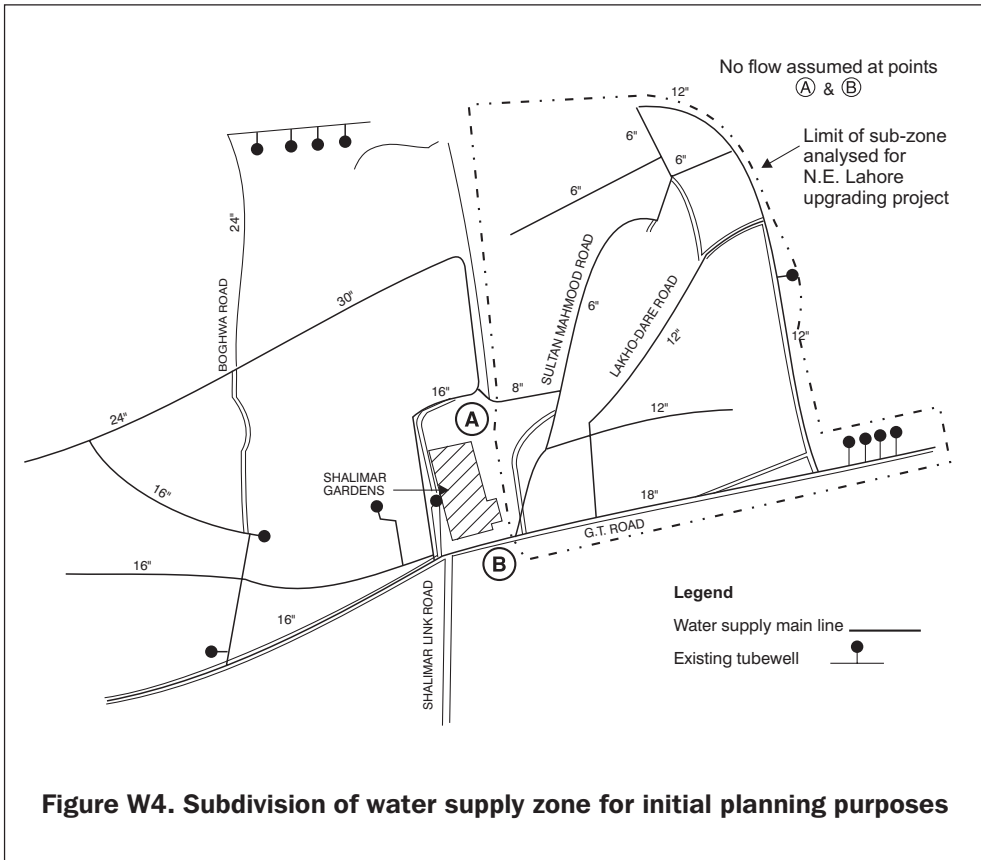 No flow assumed at points
Ⓐ & Ⓑ
12"
Limit of sub-zone
analysed for
N.E. Lahore
upgrading project
6"
6"
6"
24"
BOGHWA ROAD
30"
SULTAN MAHMOOD ROAD
6"
LAKHO-DARE ROAD
12"
12"
24"
16"
8"
A
12"
16"
SHALIMAR
GARDENS
18"
G.T. ROAD
B
16"
16"
SHALIMAR LINK ROAD
Legend
Water supply main line
Existing tubewell
Figure W4. Subdivision of water supply zone for initial planning purposes